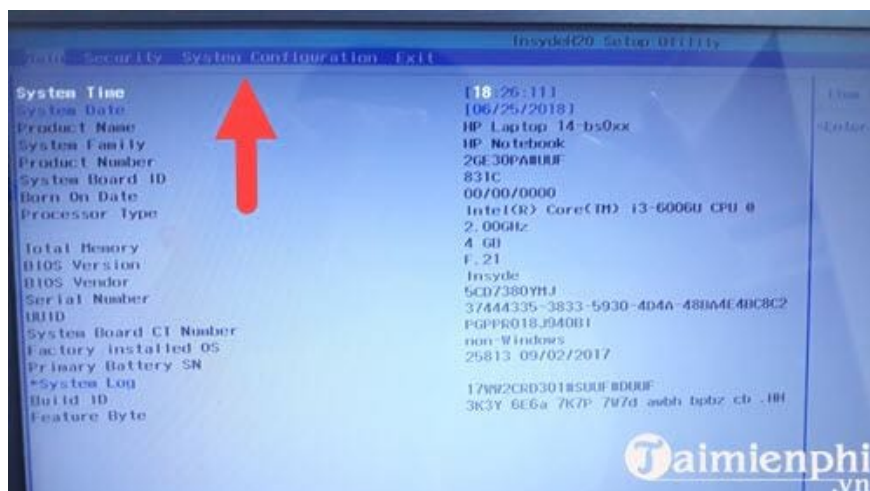 InsydeH20 Setup Utility
Main Security System Configuration Exit
System Time [18:26:11]
System Date [06/25/2018]
Product Name HP Laptop 14-bs0xx
System Family HP Notebook
Product Number 2GE30PA#UUF
System Board ID 831C
Born On Date 00/00/0000
Processor Type Intel(R) Core(TM) i3-6006U CPU @
2.00GHz
Total Memory 4 GB
BIOS Version F.21
BIOS Vendor Insyde
Serial Number 5CD7380YMJ
UUID 37444335-3833-5930-4D4A-48BA4E4BC8C2
System Board CT Number PGPPR018J940BI
Factory installed OS non-Windows
Primary Battery SN 25813 09/02/2017
*System Log
Build ID 17WW2CRD301#SUUF#DUUF
Feature Byte 3K3Y 6E6a 7K7P 7W7d awbh bpbz cb .HH
Item
<Enter
Taimienphi
.vn